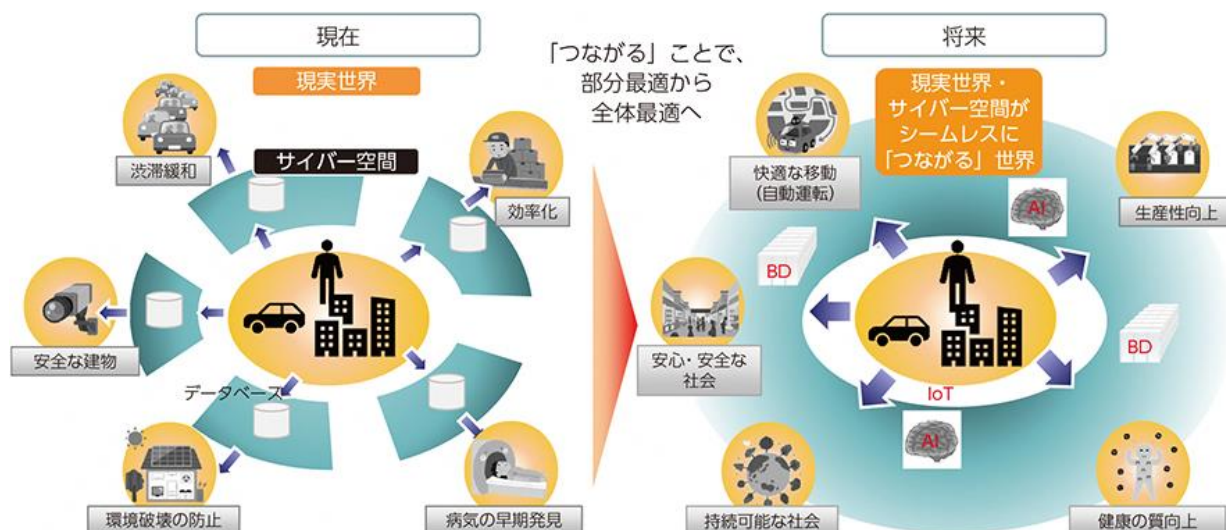 現在
現実世界
サイバー空間
渋滞緩和
効率化
安全な建物
データベース
環境破壊の防止
病気の早期発見
「つながる」ことで、
部分最適から
全体最適へ
将来
現実世界・
サイバー空間が
シームレスに
「つながる」世界
快適な移動
(自動運転)
AI
生産性向上
BD
安心・安全な
社会
BD
IoT
AI
持続可能な社会
健康の質向上